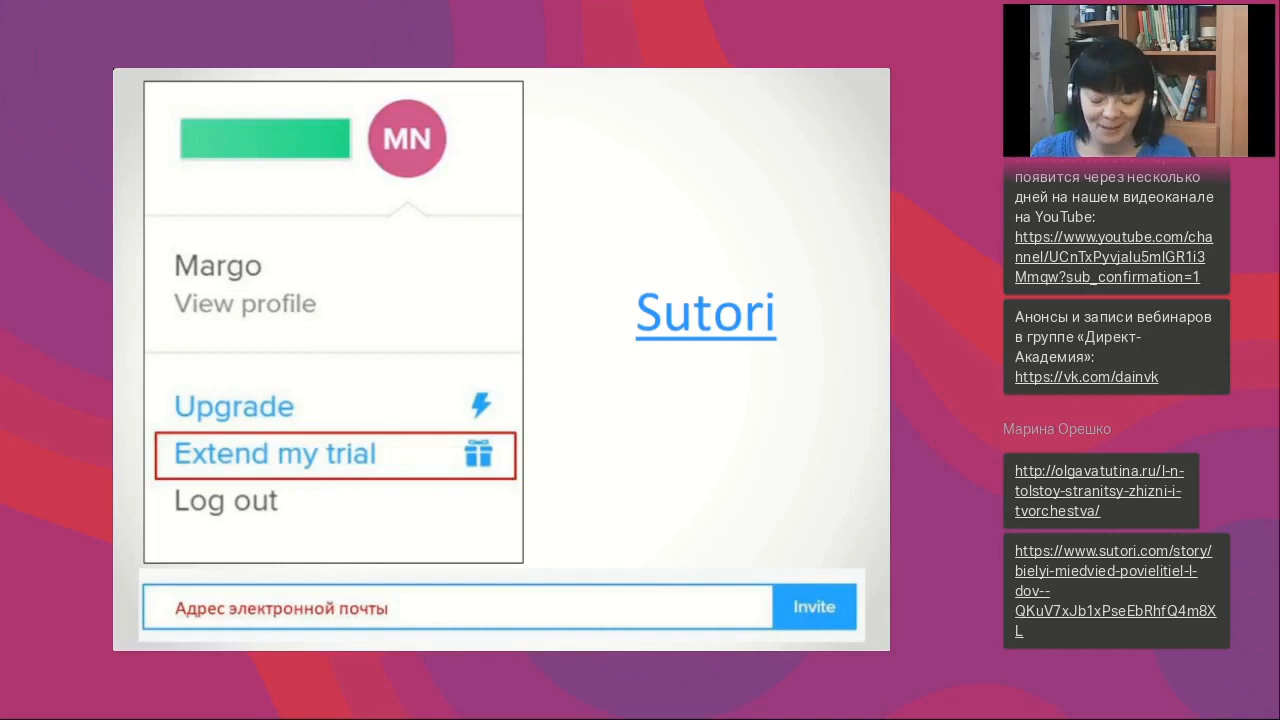 MN
Margo
View profile
Upgrade
Extend my trial
Log out
Sutori
Адрес электронной почты
Invite
появится через несколько
дней на нашем видеоканале
на YouTube:
https://www.youtube.com/cha
nnel/UCnTxPyvjaIu5mIGR1i3
Mmqw?sub_confirmation=1
Анонсы и записи вебинаров
в группе «Директ-
Академия»:
https://vk.com/dainvk
Марина Орешко
http://olgavatutina.ru/l-n-
tolstoy-stranitsy-zhizni-i-
tvorchestva/
https://www.sutori.com/story/
bielyi-miedvied-povielitiel-l-
dov--
QKuV7xJb1xPseEbRhfQ4m8X
L